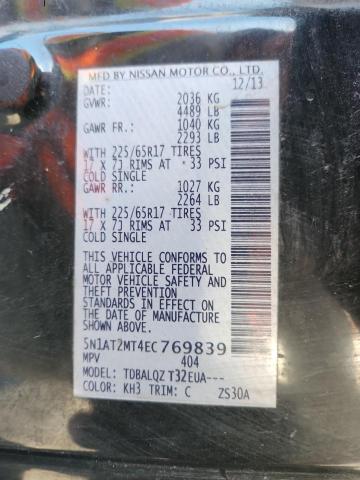 MFD BY NISSAN MOTOR CO., LTD.
DATE: 12/13
GVWR: 2036 KG
4489 LB
GAWR FR: 1040 KG
2293 LB
WITH 225/65R17 TIRES
17 X 7J RIMS AT 33 PSI
COLD SINGLE
GAWR RR: 1027 KG
2264 LB
WITH 225/65R17 TIRES
17 X 7J RIMS AT 33 PSI
COLD SINGLE
THIS VEHICLE CONFORMS TO
ALL APPLICABLE FEDERAL
MOTOR VEHICLE SAFETY AND
THEFT PREVENTION
STANDARDS IN EFFECT ON
THE DATE OF MANUFACTURE
SHOWN ABOVE
5N1AT2MT4EC769839
MPV 404
MODEL: TDBALQZ T32EUA---
COLOR: KH3 TRIM: C ZS30A